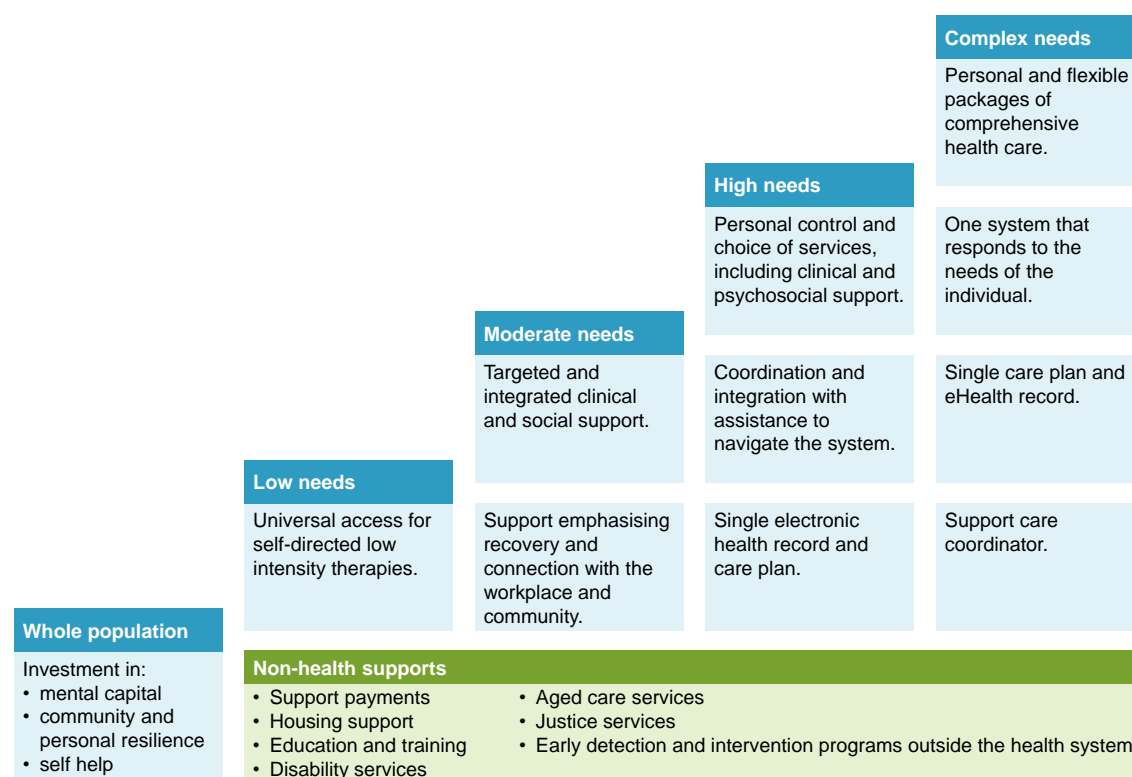 Complex needs
Personal and flexible
packages of
comprehensive
health care.
High needs
Personal control and
choice of services,
including clinical and
psychosocial support.
One system that
responds to the
needs of the
individual.
Moderate needs
Targeted and
integrated clinical
and social support.
Coordination and
integration with
assistance to
navigate the system.
Single care plan and
eHealth record.
Low needs
Universal access for
self-directed low
intensity therapies.
Support emphasising
recovery and
connection with the
workplace and
community.
Single electronic
health record and
care plan.
Support care
coordinator.
Whole population
Investment in:
• mental capital
• community and
personal resilience
• self help
Non-health supports
• Support payments
• Housing support
• Education and training
• Disability services
• Aged care services
• Justice services
• Early detection and intervention programs outside the health system